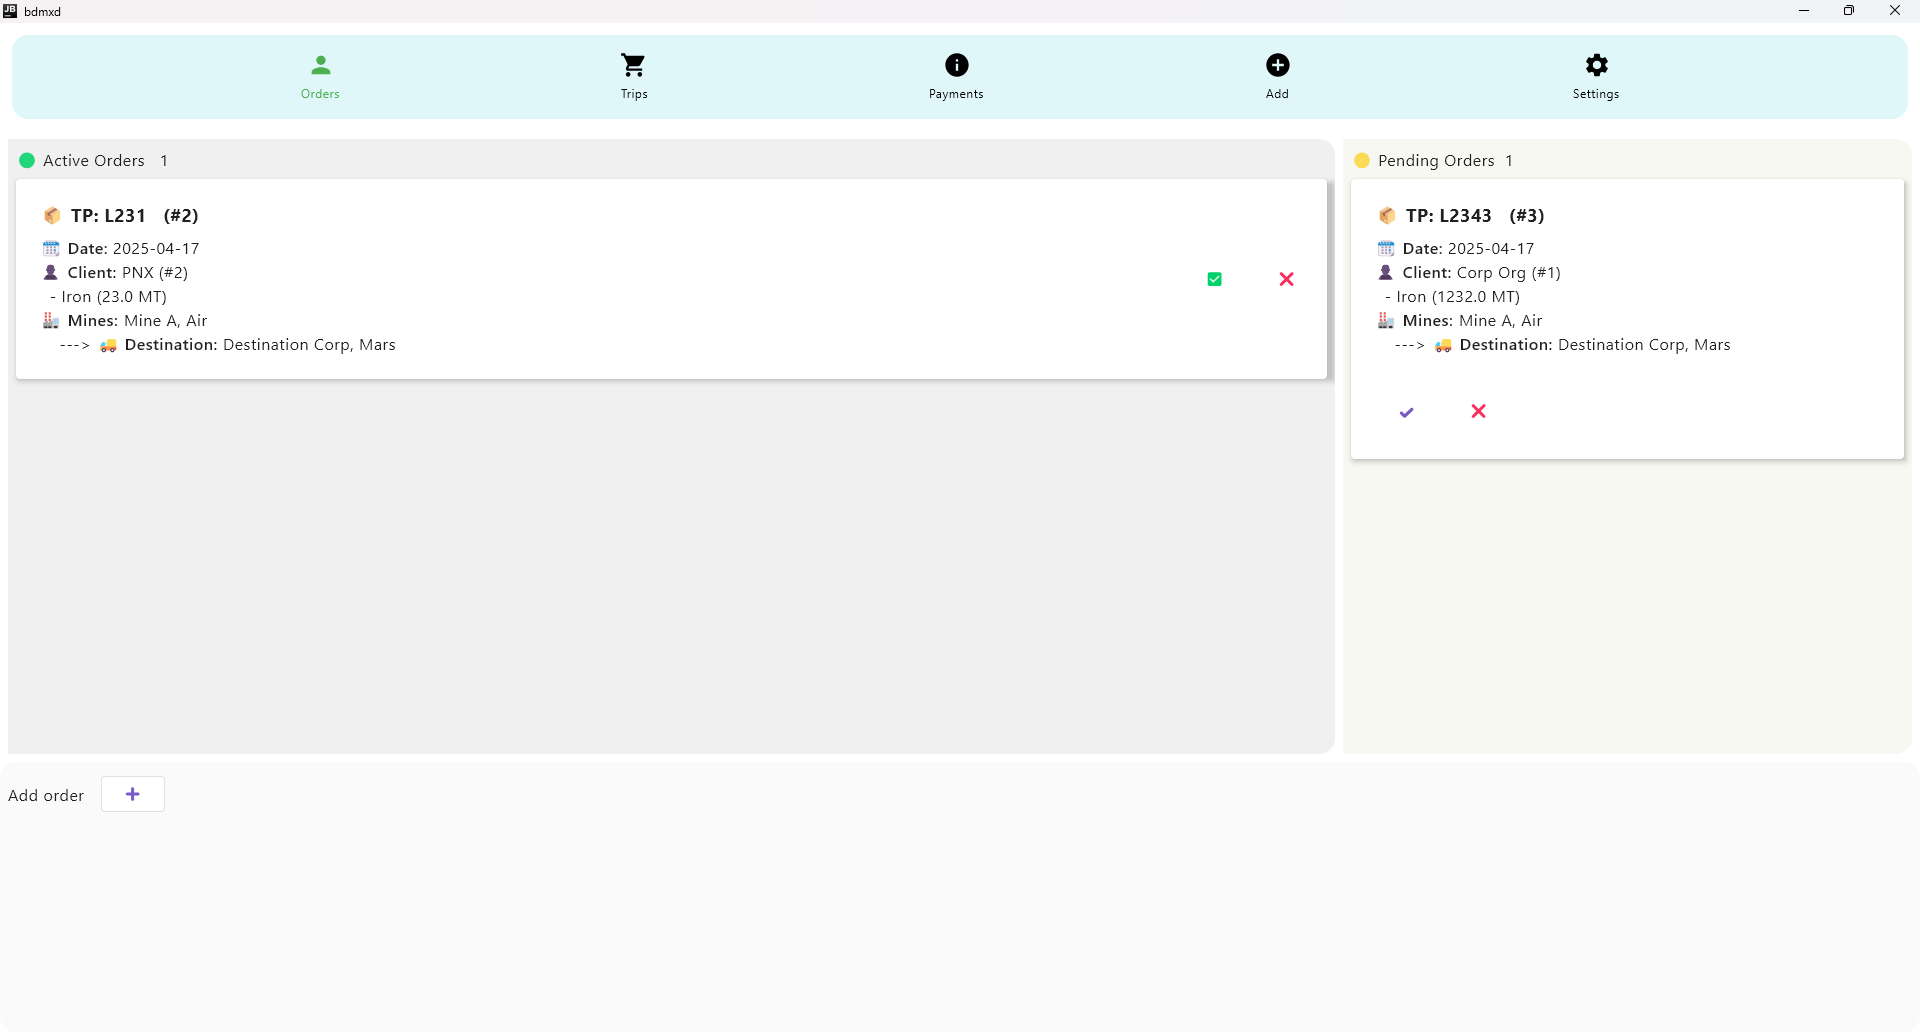 JB bdmxd
Orders
Trips
Payments
Add
Settings
Active Orders 1
TP: L231 (#2)
Date: 2025-04-17
Client: PNX (#2)
- Iron (23.0 MT)
Mines: Mine A, Air
---> Destination: Destination Corp, Mars
Pending Orders 1
TP: L2343 (#3)
Date: 2025-04-17
Client: Corp Org (#1)
- Iron (1232.0 MT)
Mines: Mine A, Air
---> Destination: Destination Corp, Mars
Add order +